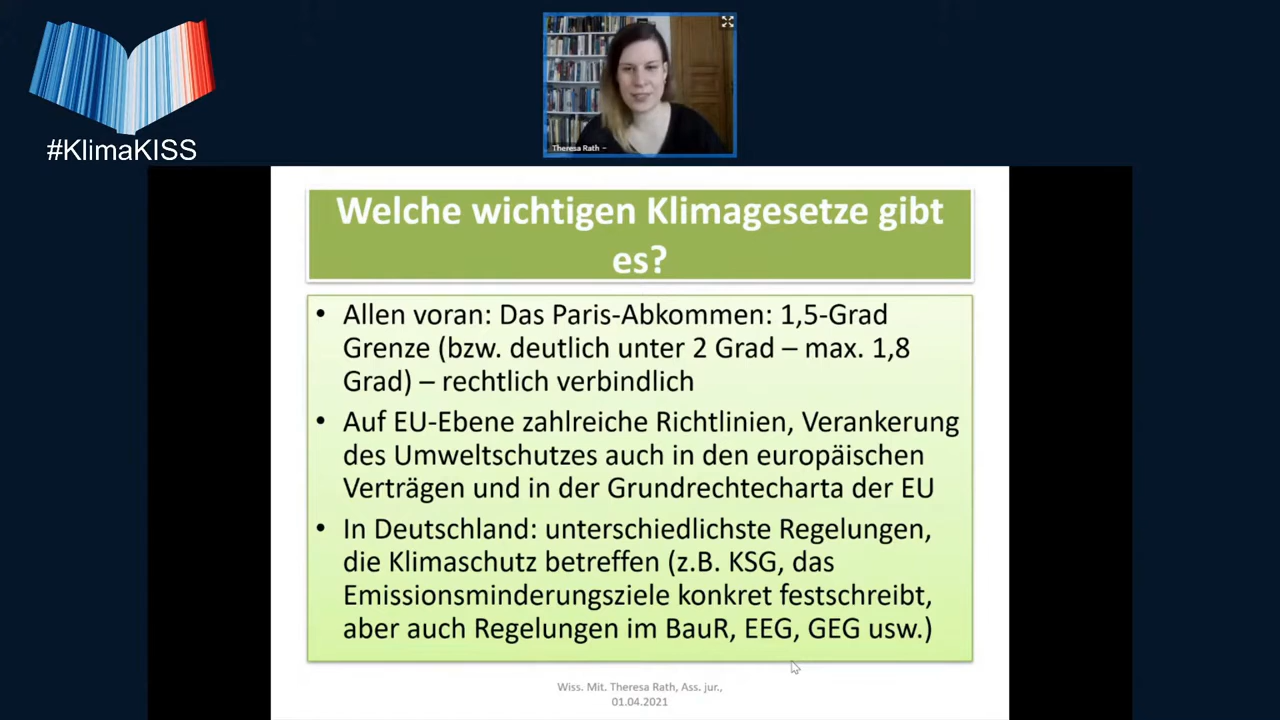 #KlimaKISS
Theresa Rath –
Welche wichtigen Klimagesetze gibt
es?
• Allen voran: Das Paris-Abkommen: 1,5-Grad
Grenze (bzw. deutlich unter 2 Grad – max. 1,8
Grad) – rechtlich verbindlich
• Auf EU-Ebene zahlreiche Richtlinien, Verankerung
des Umweltschutzes auch in den europäischen
Verträgen und in der Grundrechtecharta der EU
• In Deutschland: unterschiedlichste Regelungen,
die Klimaschutz betreffen (z.B. KSG, das
Emissionsminderungsziele konkret festschreibt,
aber auch Regelungen im BauR, EEG, GEG usw.)
Wiss. Mit. Theresa Rath, Ass. jur.,
01.04.2021